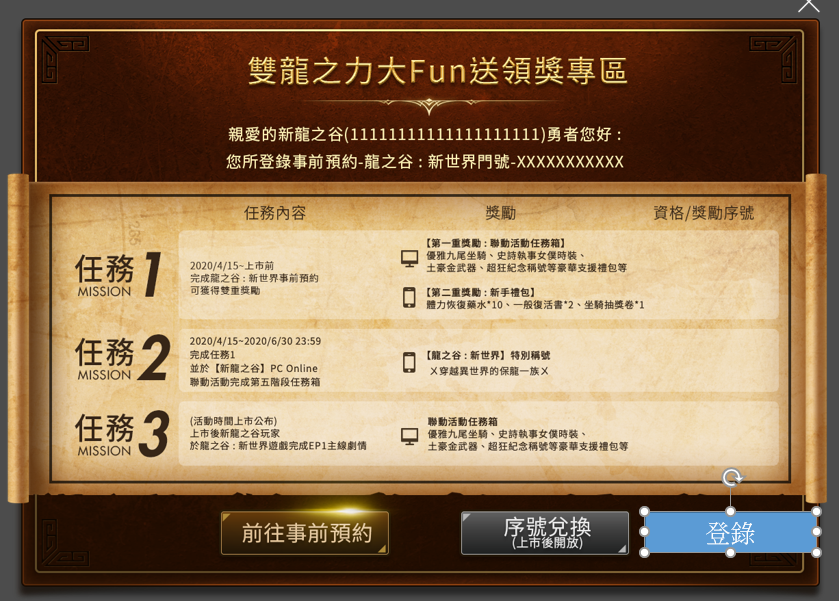 雙龍之力大Fun送領獎專區
親愛的新龍之谷(11111111111111111111)勇者您好 :
您所登錄事前預約-龍之谷 : 新世界門號-XXXXXXXXXXX
任務內容
獎勵
資格/獎勵序號
任務 1
MISSION
2020/4/15~上市前
完成龍之谷 : 新世界事前預約
可獲得雙重獎勵
【第一重獎勵 : 聯動活動任務箱】
優雅九尾坐騎、史詩執事女僕時裝、
土豪金武器、超狂紀念稱號等豪華支援禮包等
【第二重獎勵 : 新手禮包】
體力恢復藥水*10、一般復活書*2、坐騎抽獎卷*1
任務 2
MISSION
2020/4/15~2020/6/30 23:59
完成任務1
並於【新龍之谷】PC Online
聯動活動完成第五階段任務箱
【龍之谷 : 新世界】特別稱號
乂穿越異世界的保龍一族乂
任務 3
MISSION
(活動時間上市公布)
上市後新龍之谷玩家
於龍之谷 : 新世界遊戲完成EP1主線劇情
聯動活動任務箱
優雅九尾坐騎、史詩執事女僕時裝、
土豪金武器、超狂紀念稱號等豪華支援禮包等
前往事前預約
序號兌換
(上市後開放)
登錄